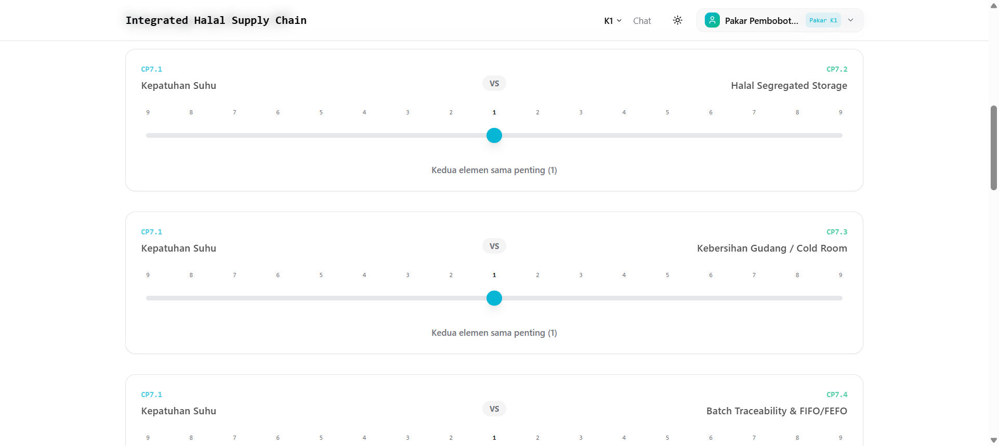 Integrated Halal Supply Chain
K1 Chat Pakar Pembobot... Pakar K1
CP7.1 CP7.2
Kepatuhan Suhu VS Halal Segregated Storage
9 8 7 6 5 4 3 2 1 2 3 4 5 6 7 8 9
Kedua elemen sama penting (1)
CP7.1 CP7.3
Kepatuhan Suhu VS Kebersihan Gudang / Cold Room
9 8 7 6 5 4 3 2 1 2 3 4 5 6 7 8 9
Kedua elemen sama penting (1)
CP7.1 CP7.4
Kepatuhan Suhu VS Batch Traceability & FIFO/FEFO
9 8 7 6 5 4 3 2 1 2 3 4 5 6 7 8 9